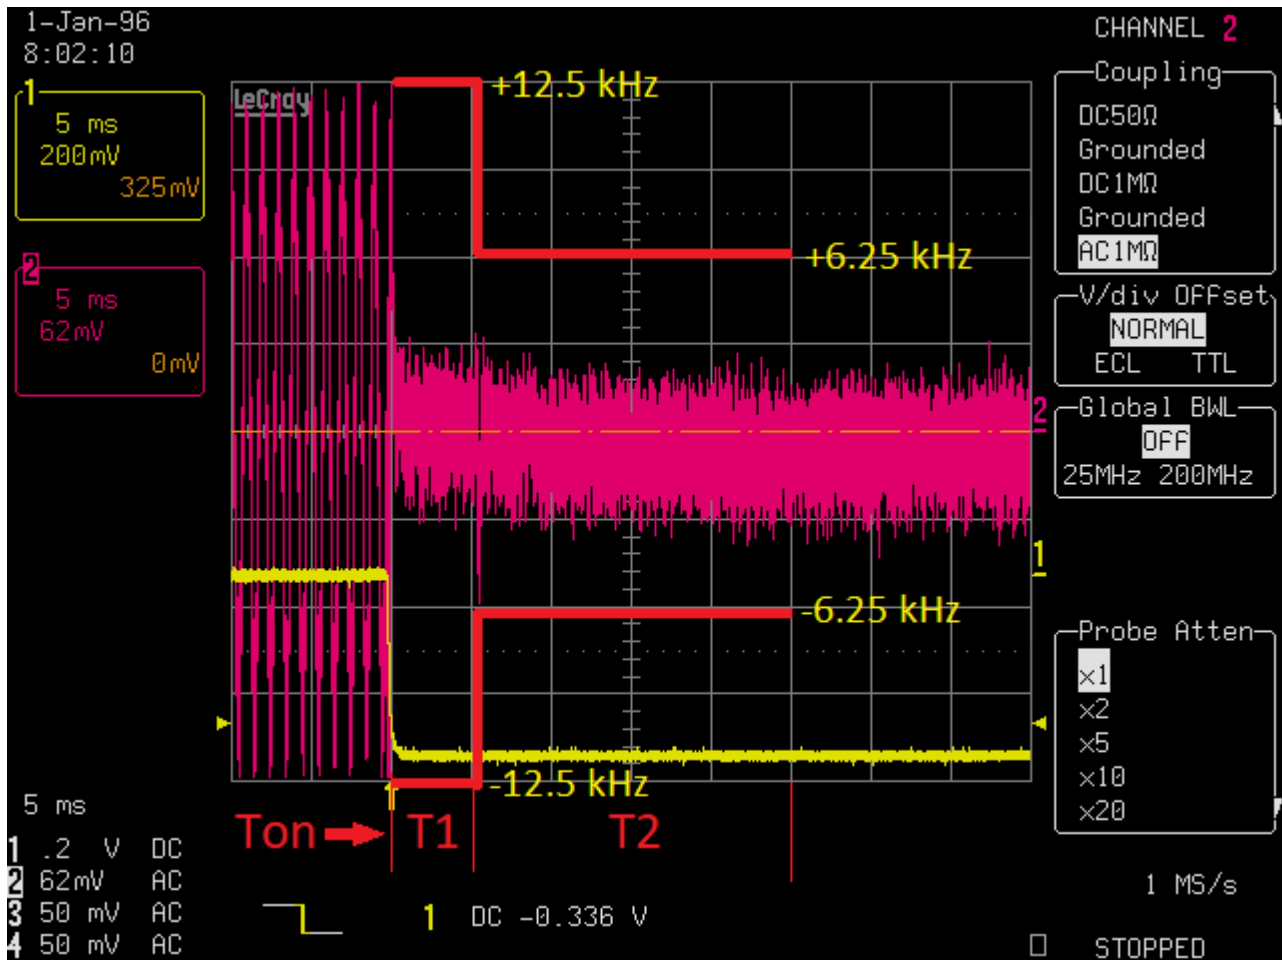 1-Jan-96
8:02:10
1
5 ms
200mV
325mV
2
5 ms
62mV
0mV
LeCroy
+12.5 kHz
+6.25 kHz
-6.25 kHz
-12.5 kHz
2
1
Ton
T1
T2
5 ms
1 .2 V DC
2 62mV AC
3 50 mV AC
4 50 mV AC
1 DC -0.336 V
CHANNEL 2
Coupling
DC50Ω
Grounded
DC1MΩ
Grounded
AC1MΩ
V/div OFFset
NORMAL
ECL TTL
Global BWL
OFF
25MHz 200MHz
Probe Atten
×1
×2
×5
×10
×20
1 MS/s
STOPPED